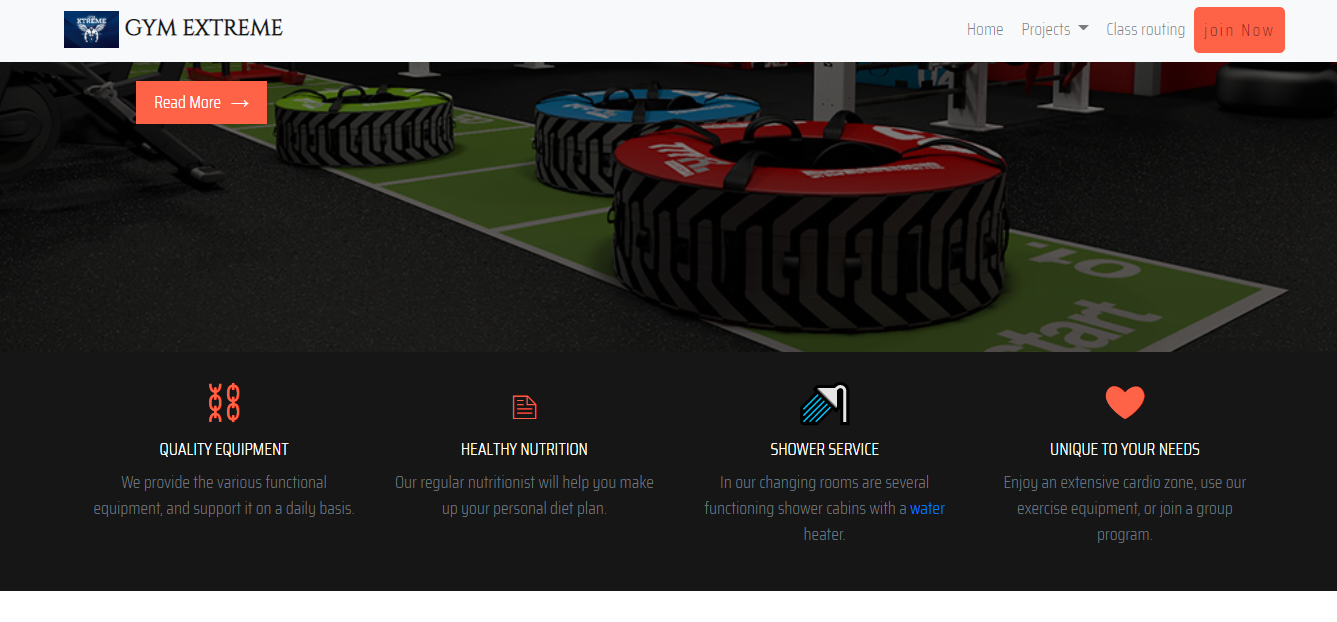 XTREME
GYM EXTREME
Home
Projects
Class routing
join Now
Read More
start
QUALITY EQUIPMENT
We provide the various functional
equipment, and support it on a daily basis.
HEALTHY NUTRITION
Our regular nutritionist will help you make
up your personal diet plan.
SHOWER SERVICE
In our changing rooms are several
functioning shower cabins with a water
heater.
UNIQUE TO YOUR NEEDS
Enjoy an extensive cardio zone, use our
exercise equipment, or join a group
program.